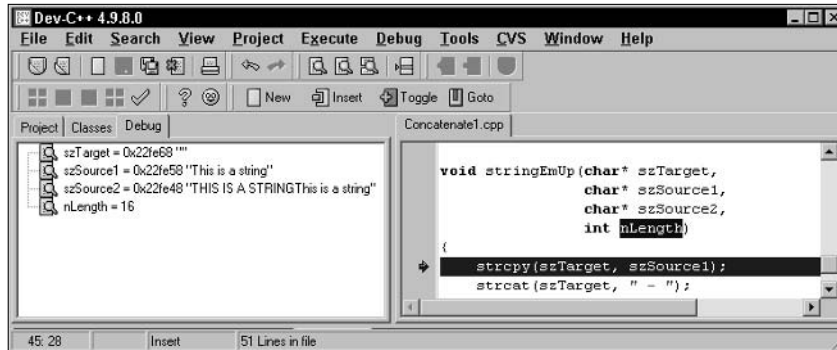 Dev-C++ 4.9.8.0
File Edit Search View Project Execute Debug Tools CVS Window Help
New Insert Toggle Goto
Project Classes Debug
szTarget = 0x22fe68 ""
szSource1 = 0x22fe58 "This is a string"
szSource2 = 0x22fe48 "THIS IS A STRINGThis is a string"
nLength = 16
Concatenate1.cpp
void stringEmUp(char* szTarget,
char* szSource1,
char* szSource2,
int nLength)
{
strcpy(szTarget, szSource1);
strcat(szTarget, " - ");
45: 28 Insert 51 Lines in file